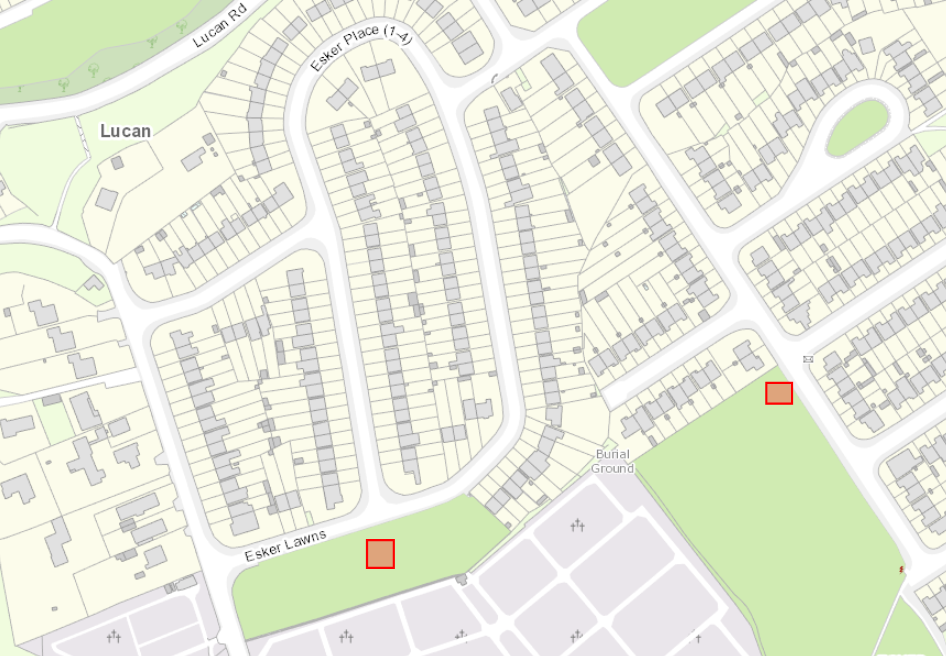 Lucan Rd
Esker Place (1-4)
Lucan
Burial
Ground
Esker Lawns